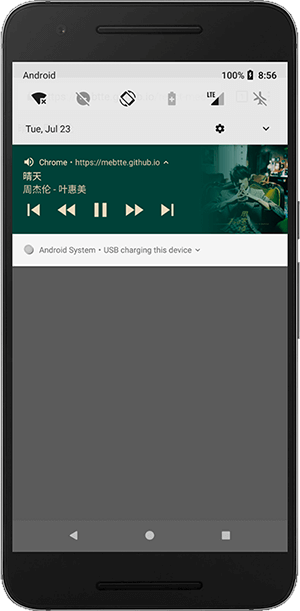 Android 100% 8:56
LTE
Tue, Jul 23
Chrome • https://mebtte.github.io
晴天
周杰伦 - 叶惠美
Android System • USB charging this device